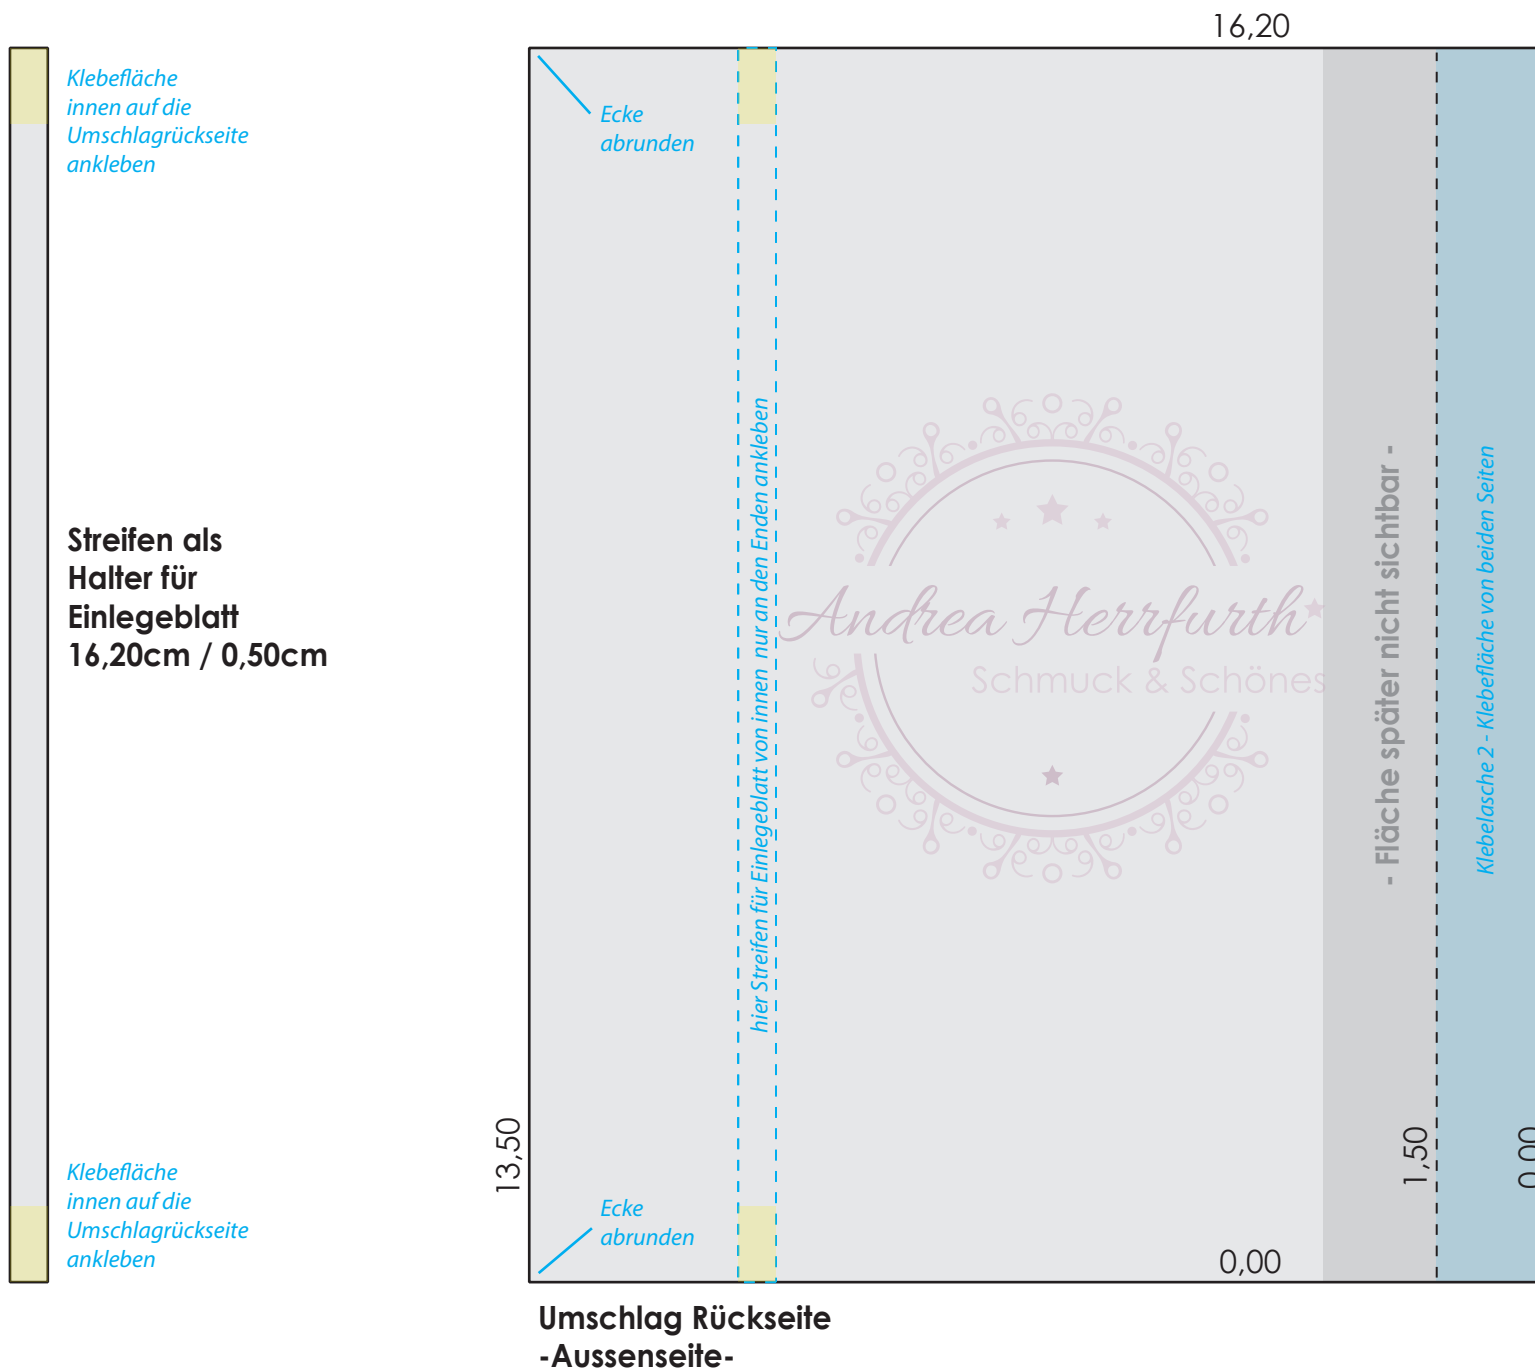 16,20
Klebefläche
innen auf die
Umschlagrückseite
ankleben
Ecke
abrunden
Streifen als
Halter für
Einlegeblatt
16,20cm / 0,50cm
hier Streifen für Einlegeblatt von innen nur an den Enden ankleben
Andrea Herrfurth
Schmuck & Schönes
- Fläche später nicht sichtbar -
Klebelasche 2 - Klebefläche von beiden Seiten
13,50
1,50
0,00
Klebefläche
innen auf die
Umschlagrückseite
ankleben
Ecke
abrunden
0,00
Umschlag Rückseite
-Aussenseite-